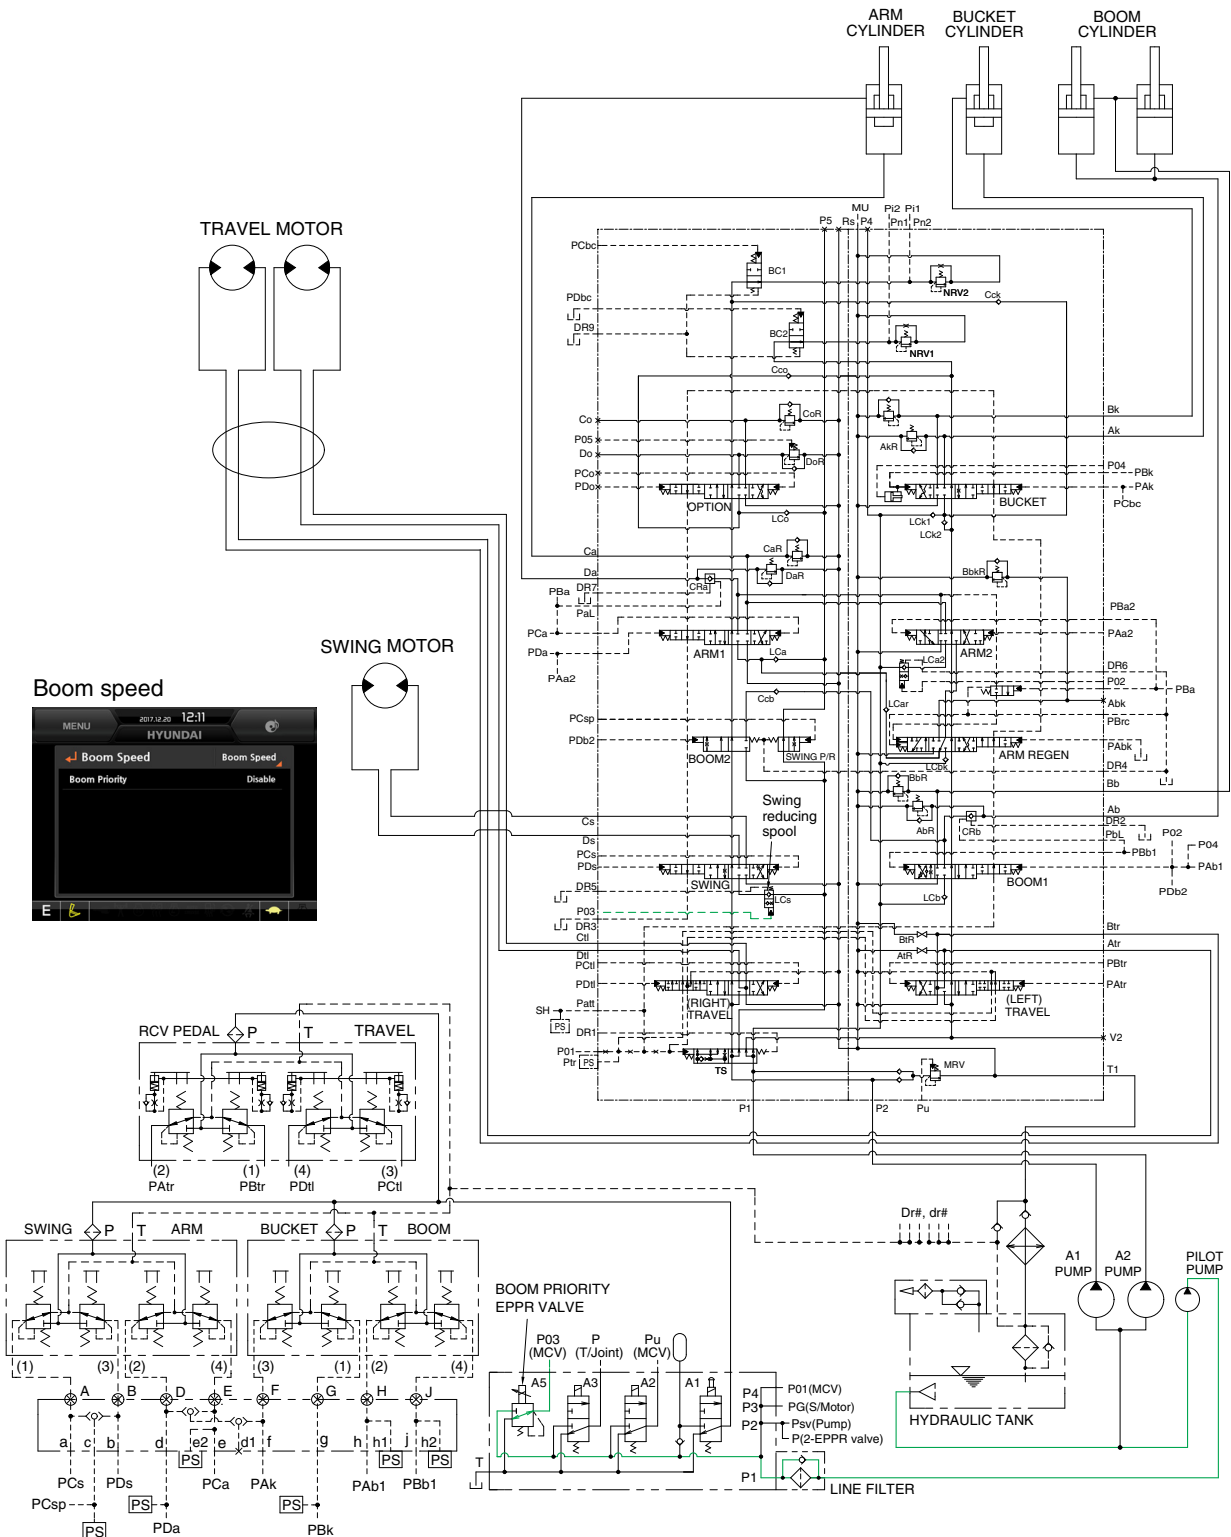 ARM
CYLINDER
BUCKET
CYLINDER
BOOM
CYLINDER
TRAVEL MOTOR
SWING MOTOR
P5
Rs
MU
P4
Pi2
Pi1
Pn1
Pn2
PCbc
BC1
NRV2
Cck
PDbc
DR9
BC2
NRV1
Cco
Co
CoR
P05
Do
DoR
PCo
PDo
OPTION
LCo
Bk
Ak
AkR
P04
PBk
PAk
PCbc
BUCKET
LCk1
LCk2
Ca
CaR
Da
DaR
DR7
CRa
PBa
PaL
PCa
PDa
PAa2
ARM1
LCa
BbkR
PBa2
PAa2
ARM2
LCa2
DR6
P02
PBa
LCar
Abk
PBrc
PAbk
ARM REGEN
LCbk
DR4
Ccb
PCsp
PDb2
BOOM2
SWING P/R
Swing
reducing
spool
BbR
Bb
Ab
AbR
CRb
DR2
PbL
PBb1
P02
P04
PAb1
PDb2
BOOM1
LCb
Cs
Ds
PCs
PDs
SWING
DR5
LCs
P03
DR3
Ctl
Dtl
PCtl
PDtl
Patt
(RIGHT)
TRAVEL
SH
PS
DR1
P01
Ptr
PS
TS
Btr
BtR
Atr
AtR
PBtr
PAtr
(LEFT)
TRAVEL
V2
MRV
T1
P1
P2
Pu
Boom speed
MENU
2017.12.20 12:11
HYUNDAI
Boom Speed
Boom Speed
Boom Priority
Disable
E
RCV PEDAL
P
T
TRAVEL
(2)
(1)
(4)
(3)
PAtr
PBtr
PDtl
PCtl
SWING
P
T
ARM
BUCKET
P
T
BOOM
(1)
(3)
(2)
(4)
(3)
(1)
(2)
(4)
A
B
D
E
F
G
H
J
a
c
b
d
e2
e
d1
f
g
h
h1
j
h2
PS
PS
PS
PCs
PDs
PCa
PAk
PAb1
PBb1
PCsp
PS
PS
PS
PDa
PBk
BOOM PRIORITY
EPPR VALVE
P03
(MCV)
P
(T/Joint)
Pu
(MCV)
A5
A3
A2
A1
T
P4
P01(MCV)
P3
PG(S/Motor)
P2
Psv(Pump)
P(2-EPPR valve)
P1
LINE FILTER
Dr#, dr#
A1
PUMP
A2
PUMP
PILOT
PUMP
HYDRAULIC TANK